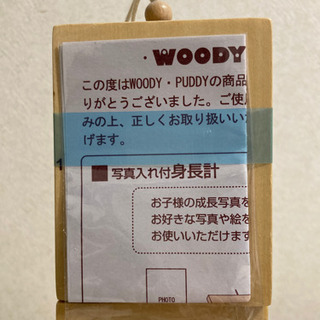 ・WOODY
この度はWOODY・PUDDYの商品
りがとうございました。ご使用
みの上、正しくお取り扱いいた
げます。
■写真入れ付身長計
お子様の成長写真を
お好きな写真や絵を
お使いいただけます
PHOTO